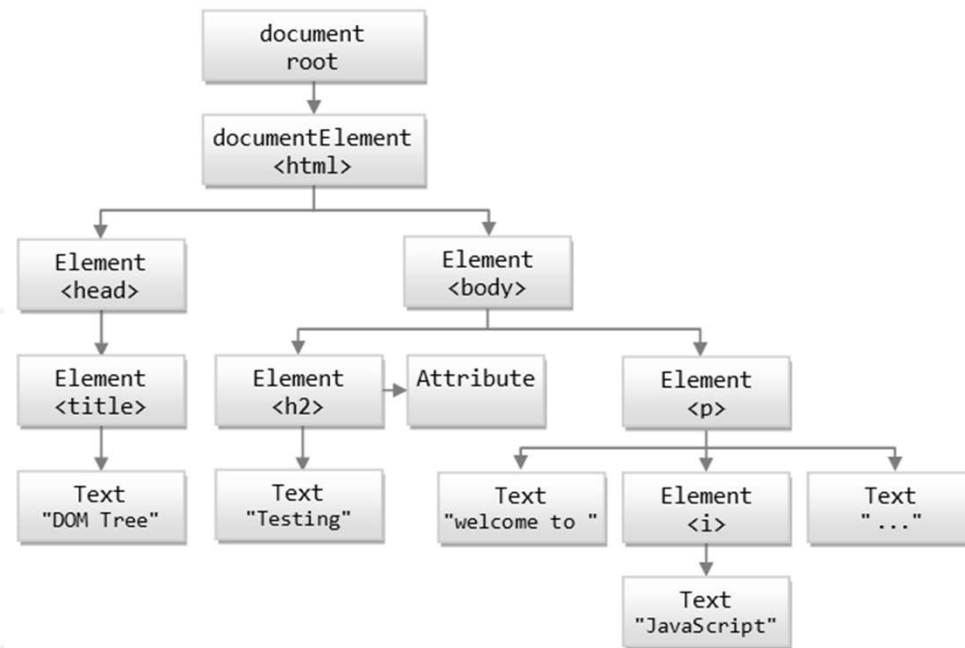 document
root
documentElement
<html>
Element
<head>
Element
<body>
Element
<title>
Element
<h2>
Attribute
Element
<p>
Text
"DOM Tree"
Text
"Testing"
Text
"welcome to "
Element
<i>
Text
"..."
Text
"JavaScript"